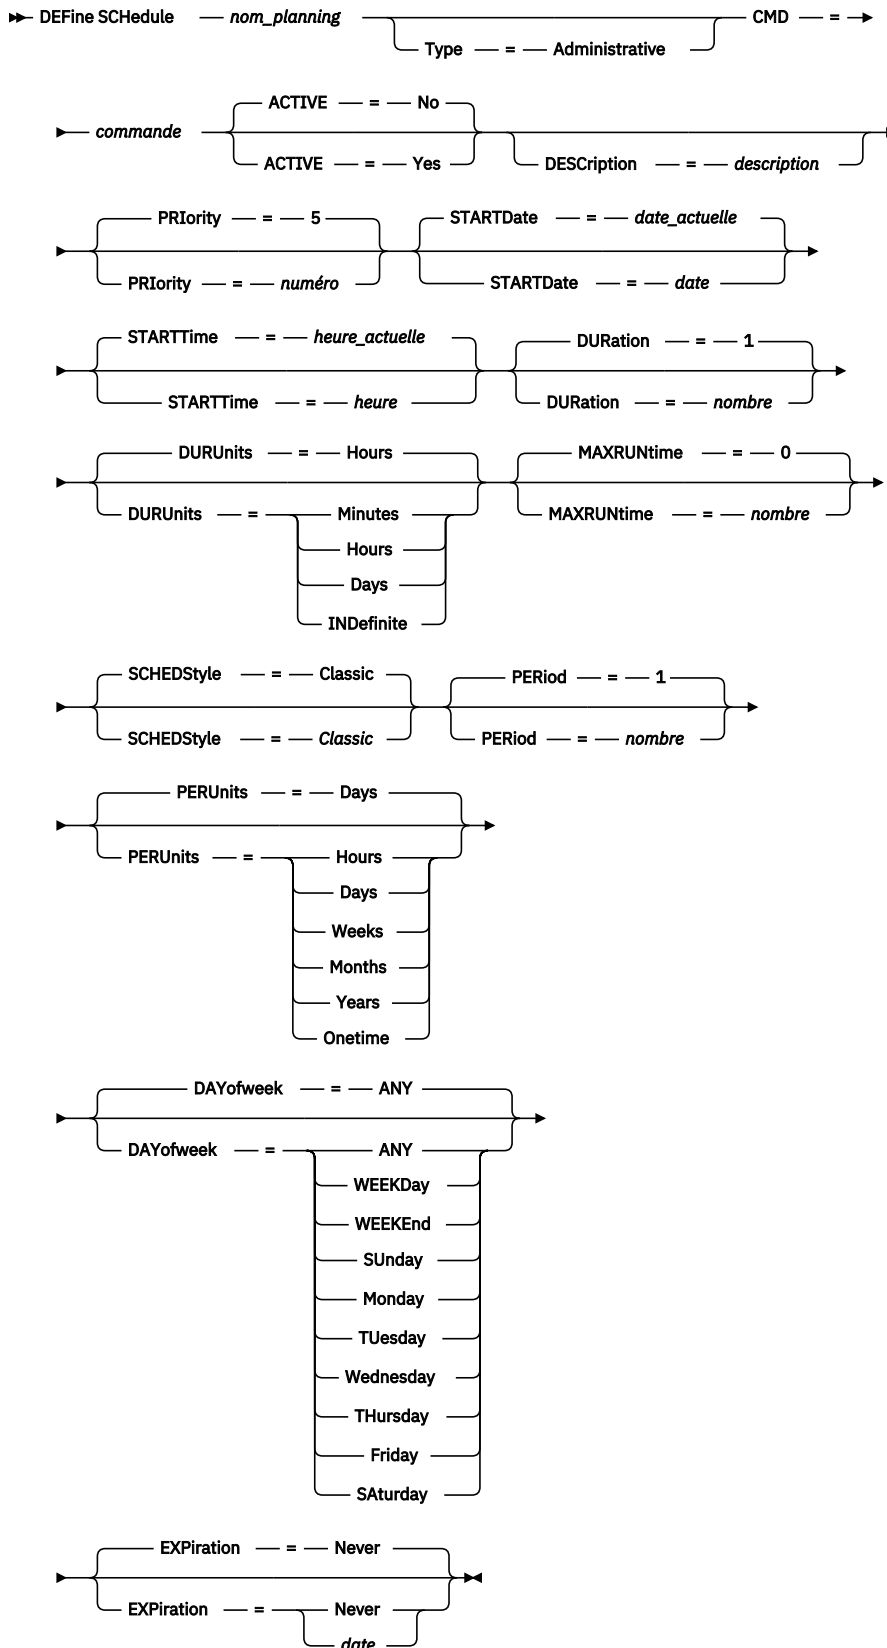 DEFine SCHedule nom_planning CMD =
Type = Administrative
ACTIVE = No
commande
ACTIVE = Yes DESCription = description
PRIority = 5 STARTDate = date_actuelle
PRIority = numéro STARTDate = date
STARTTime = heure_actuelle DURation = 1
STARTTime = heure DURation = nombre
DURUnits = Hours MAXRUNtime = 0
DURUnits = Minutes MAXRUNtime = nombre
Hours
Days
INDefinite
SCHEDStyle = Classic PERiod = 1
SCHEDStyle = Classic PERiod = nombre
PERUnits = Days
PERUnits = Hours
Days
Weeks
Months
Years
Onetime
DAYofweek = ANY
DAYofweek = ANY
WEEKDay
WEEKEnd
SUnday
Monday
TUesday
Wednesday
THursday
Friday
SAturday
EXPiration = Never
EXPiration = Never
date